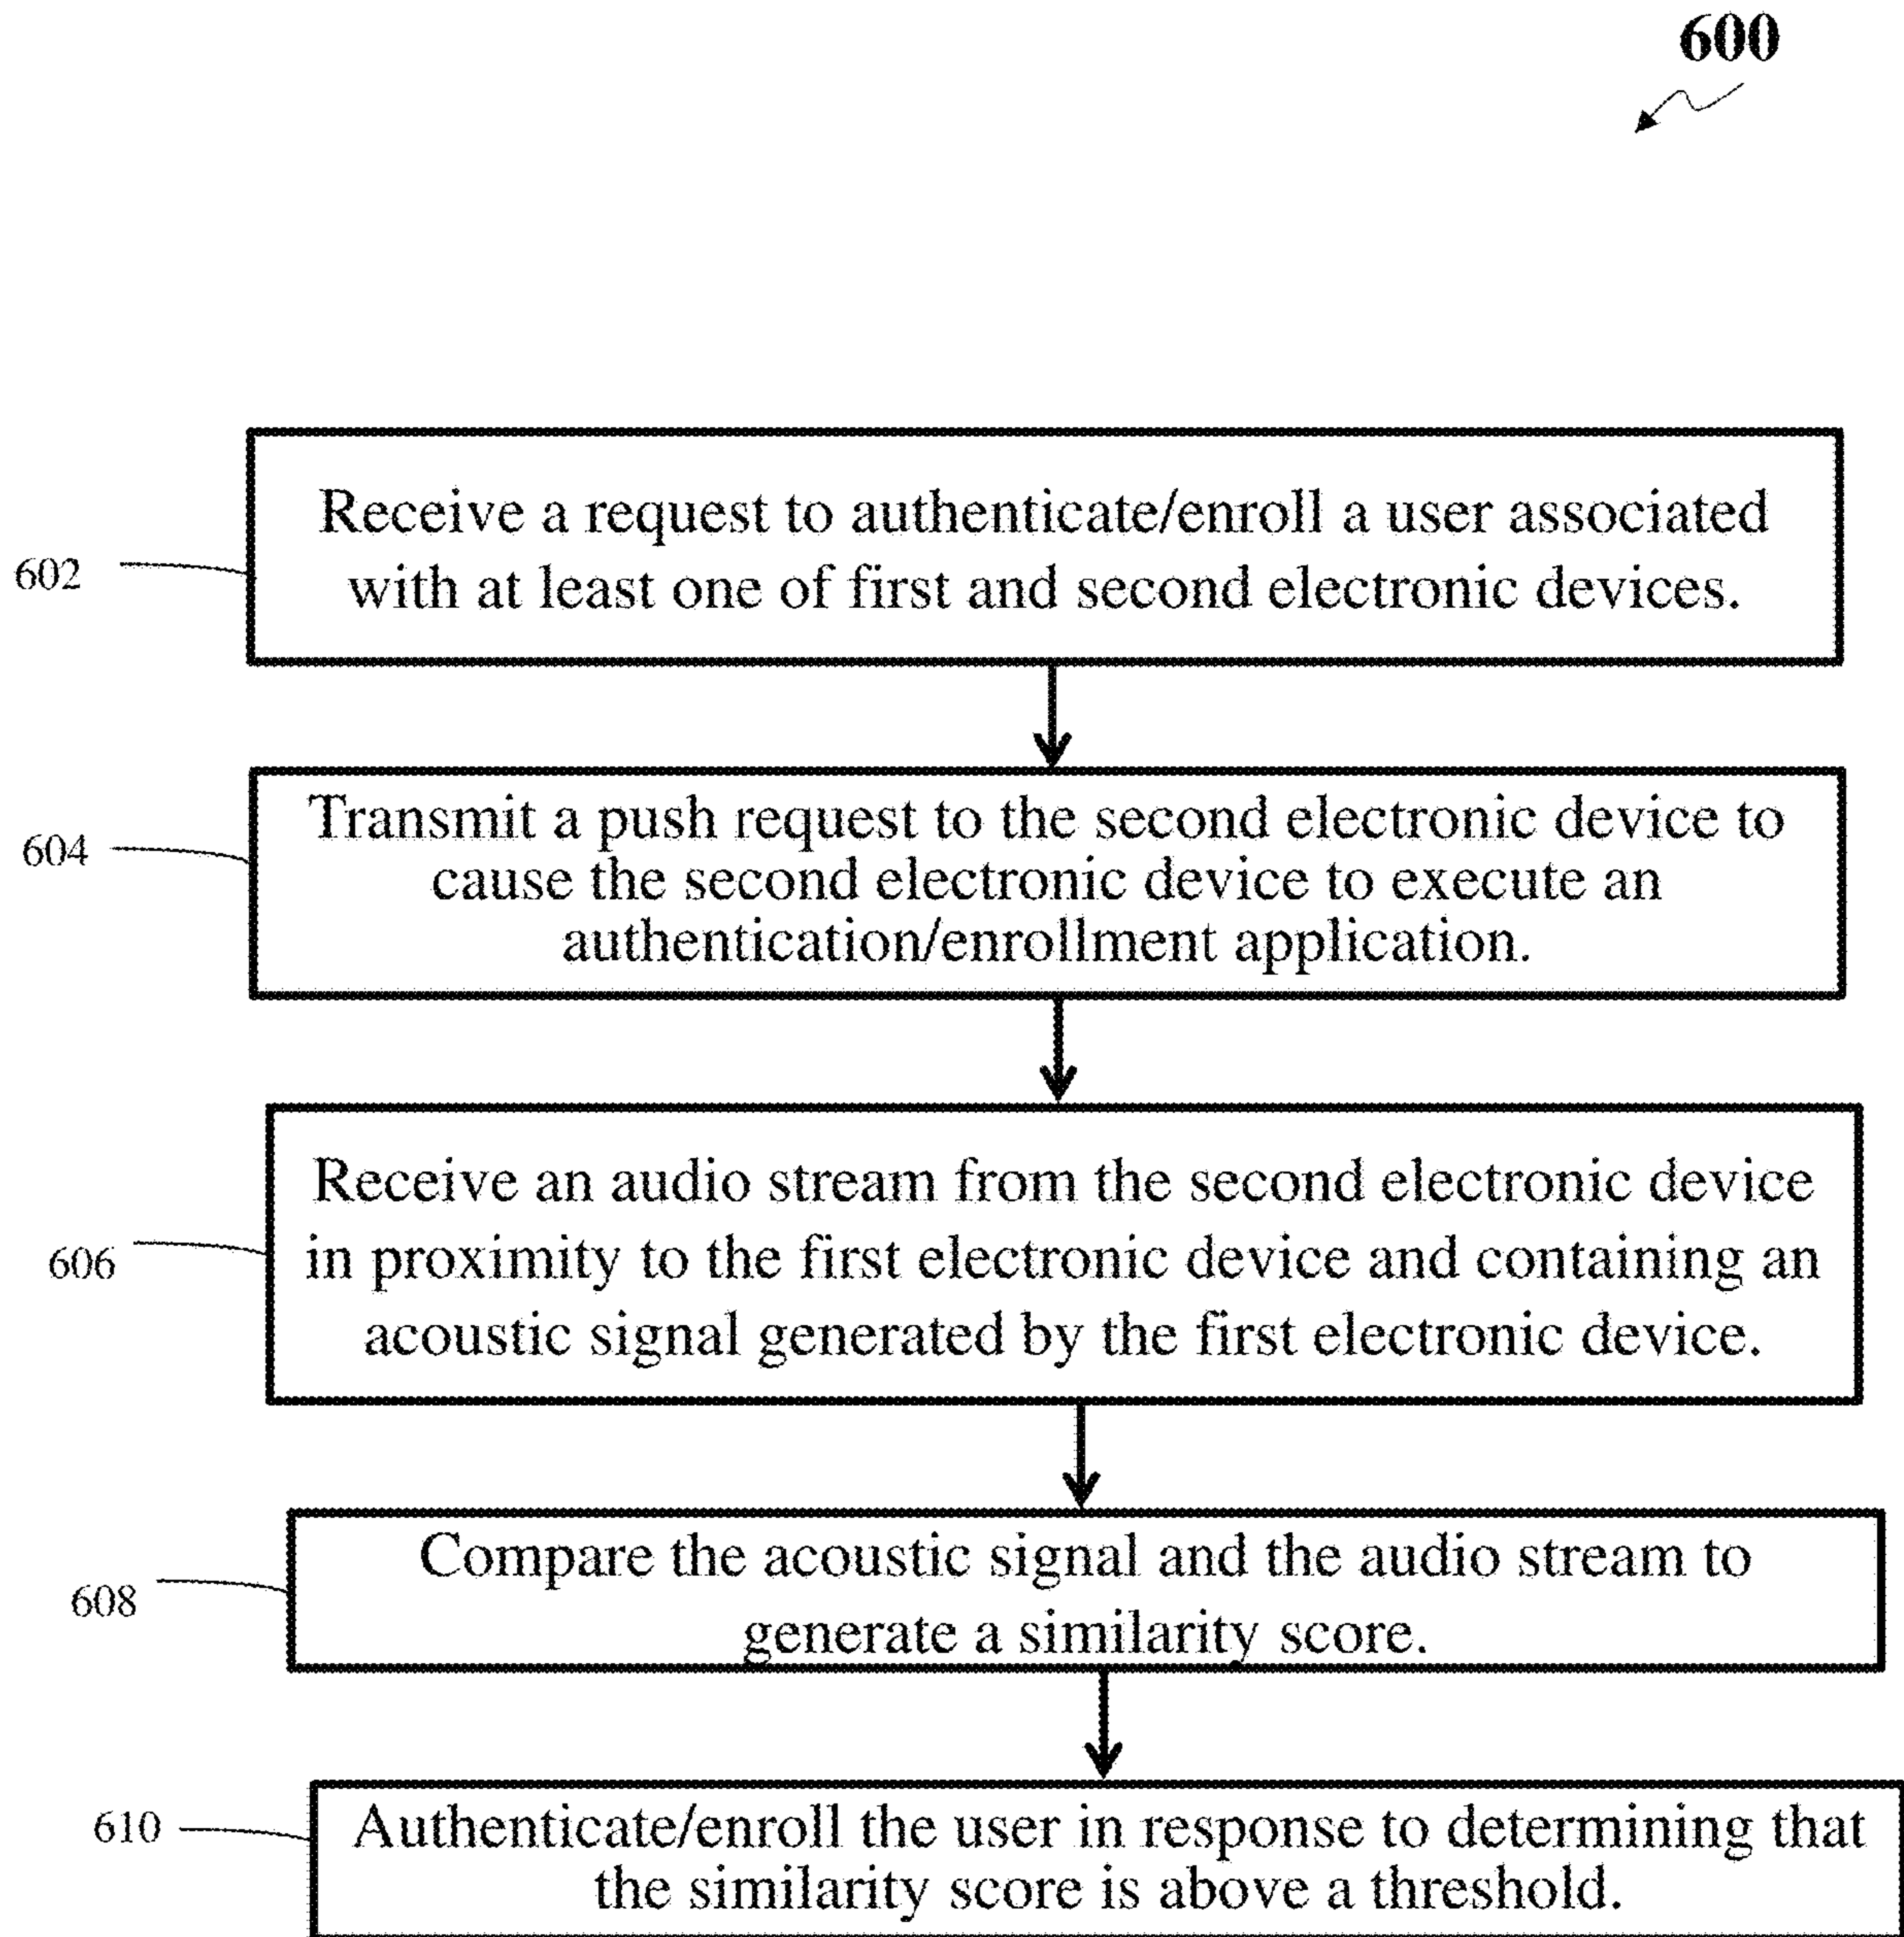 600
602
Receive a request to authenticate/enroll a user associated
with at least one of first and second electronic devices.
604
Transmit a push request to the second electronic device to
cause the second electronic device to execute an
authentication/enrollment application.
606
Receive an audio stream from the second electronic device
in proximity to the first electronic device and containing an
acoustic signal generated by the first electronic device.
608
Compare the acoustic signal and the audio stream to
generate a similarity score.
610
Authenticate/enroll the user in response to determining that
the similarity score is above a threshold.